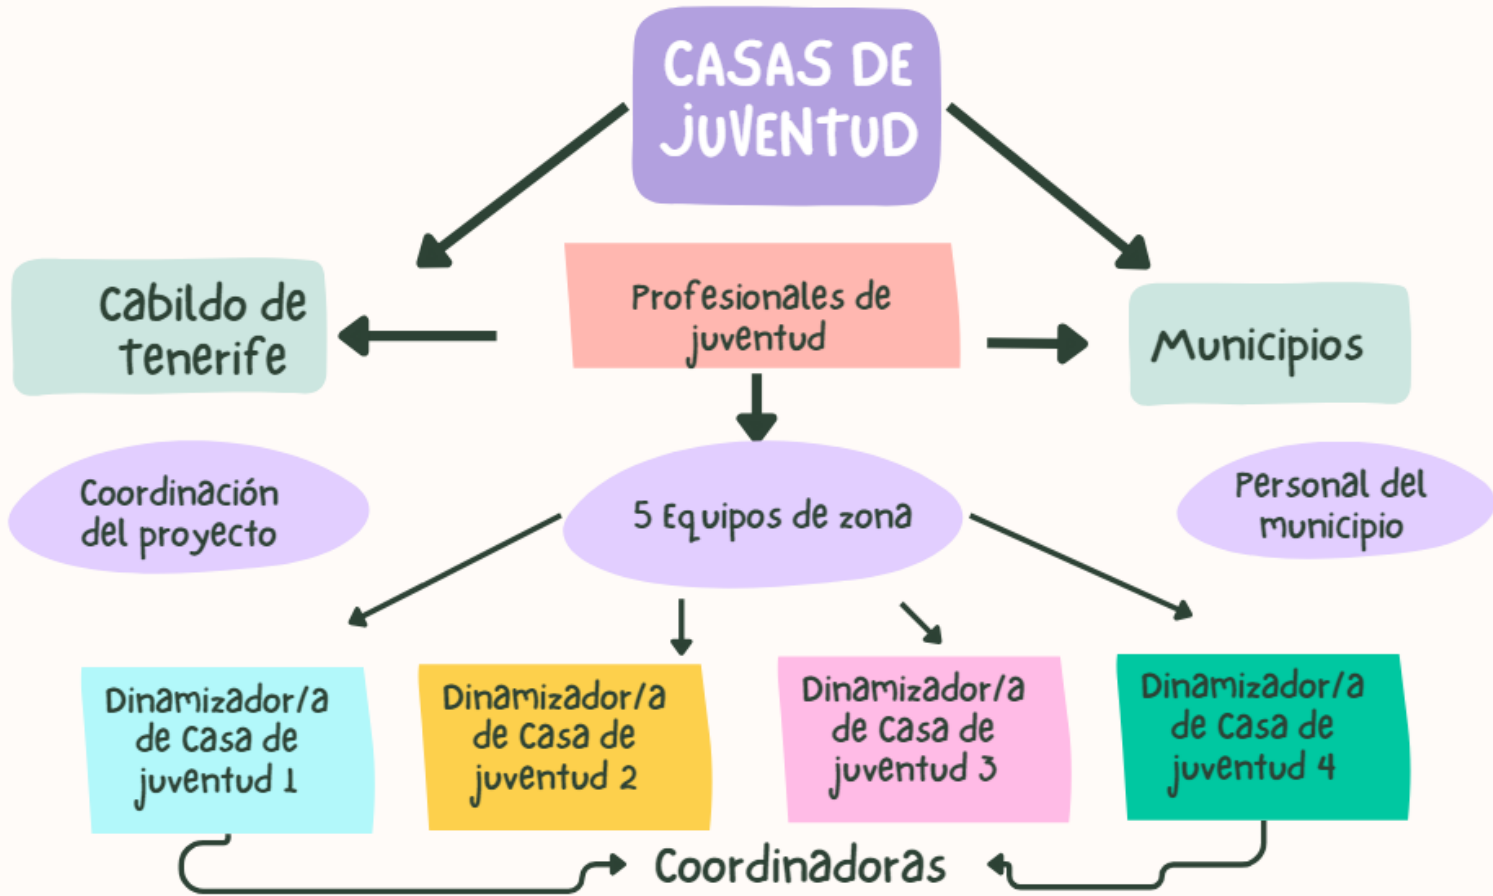 CASAS DE
JUVENTUD
Cabildo de
tenerife
Profesionales de
juventud
Municipios
Coordinación
del proyecto
5 Equipos de zona
Personal del
municipio
Dinamizador/a
de Casa de
juventud 1
Dinamizador/a
de Casa de
juventud 2
Dinamizador/a
de Casa de
juventud 3
Dinamizador/a
de Casa de
juventud 4
Coordinadoras